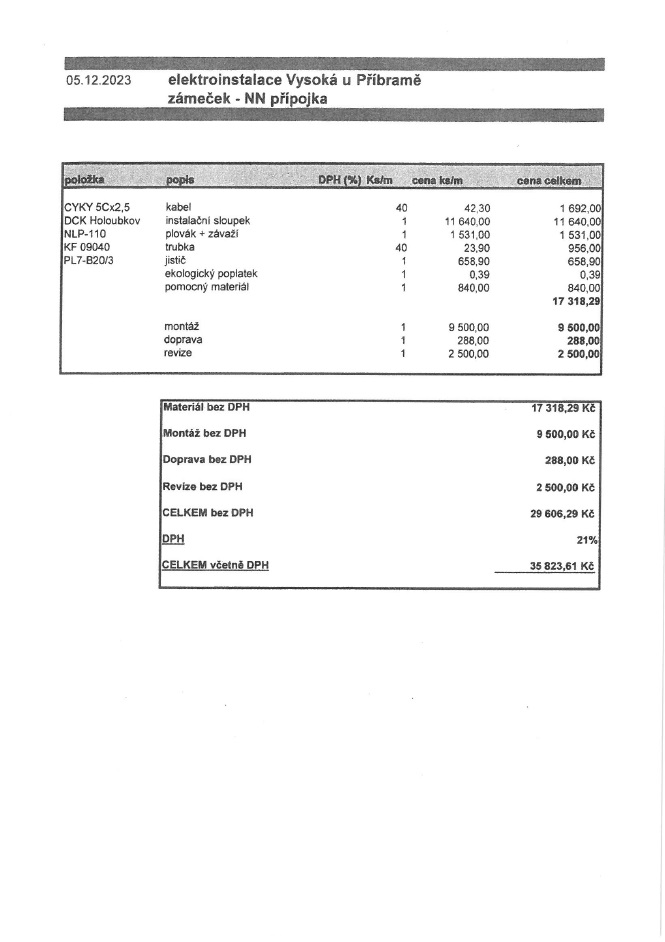 05.12.2023 elektroinstalace Vysoká u Příbramě
zámeček - NN přípojka
položka popis DPH (%) Ks/m cena ks/m cena celkem
CYKY 5Cx2,5 kabel 40 42,30 1 692,00
DCK Holoubkov instalační sloupek 1 11 640,00 11 640,00
NLP-110 plovák + závaží 1 1 531,00 1 531,00
KF 09040 trubka 40 23,90 956,00
PL7-B20/3 jistič 1 658,90 658,90
ekologický poplatek 1 0,39 0,39
pomocný materiál 1 840,00 840,00
17 318,29
montáž 1 9 500,00 9 500,00
doprava 1 288,00 288,00
revize 1 2 500,00 2 500,00
Materiál bez DPH 17 318,29 Kč
Montáž bez DPH 9 500,00 Kč
Doprava bez DPH 288,00 Kč
Revize bez DPH 2 500,00 Kč
CELKEM bez DPH 29 606,29 Kč
DPH 21%
CELKEM včetně DPH 35 823,61 Kč